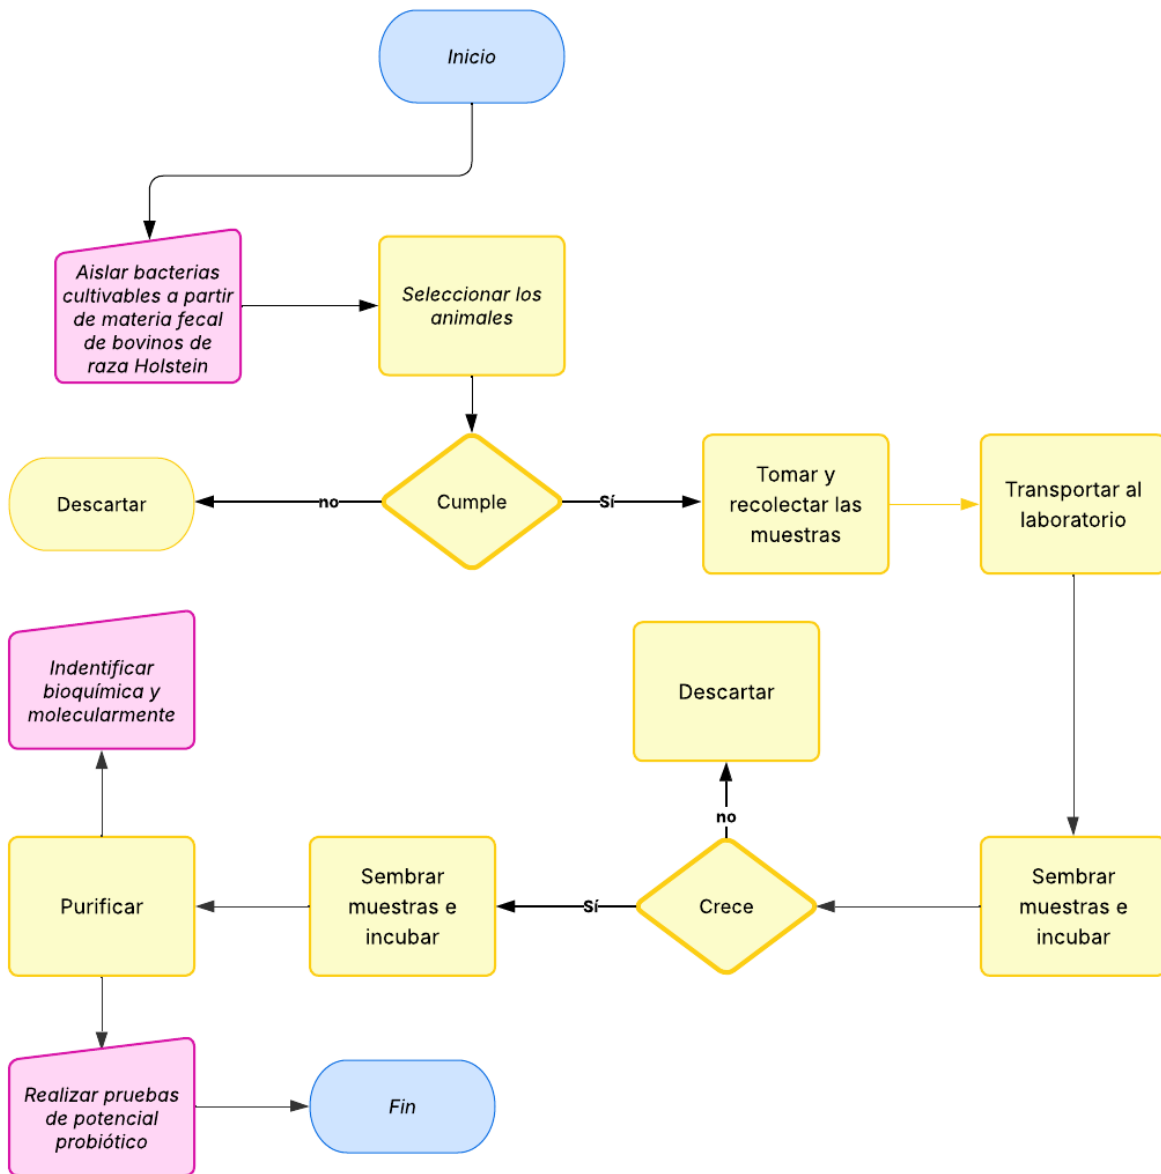 Inicio
Aislar bacterias
cultivables a partir
de materia fecal
de bovinos de
raza Holstein
Seleccionar los
animales
Cumple
no
Descartar
Sí
Tomar y
recolectar las
muestras
Transportar al
laboratorio
Sembrar
muestras e
incubar
Crece
no
Descartar
Sí
Sembrar
muestras e
incubar
Purificar
Indentificar
bioquímica y
molecularmente
Realizar pruebas
de potencial
probiótico
Fin